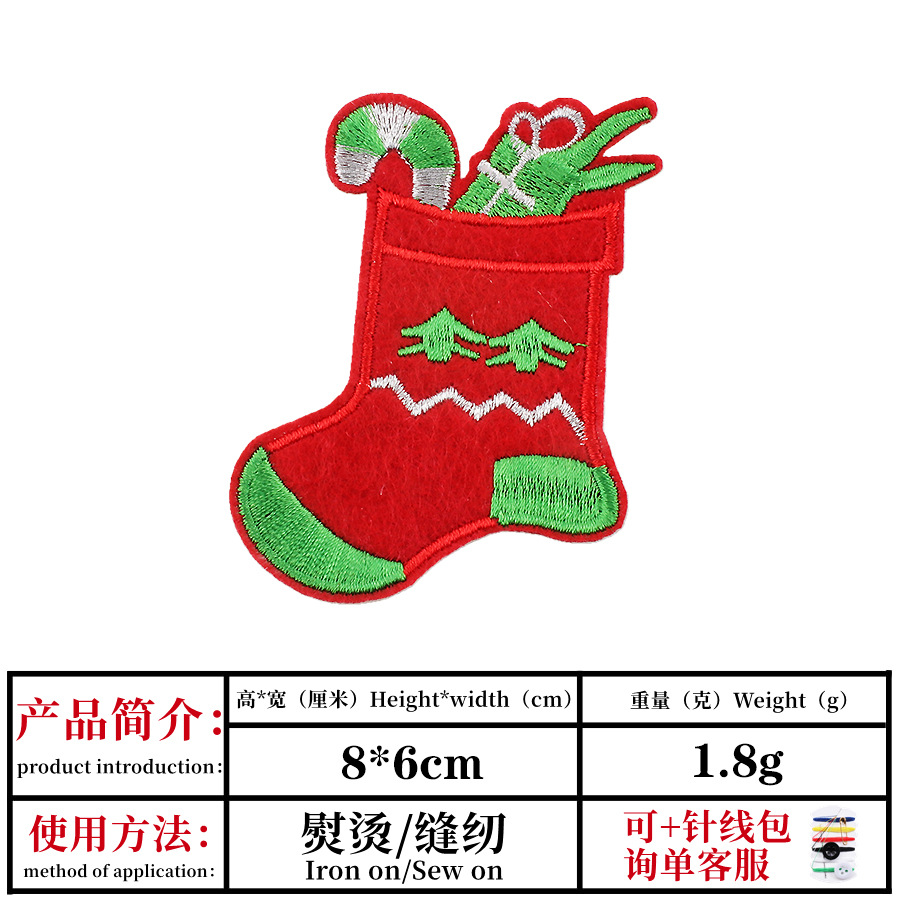 产品简介：
product introduction:
高*宽（厘米）Height*width（cm）
重量（克）Weight（g）
8*6cm
1.8g
使用方法：
method of application:
熨烫/缝纫
Iron on/Sew on
可+针线包
询单客服